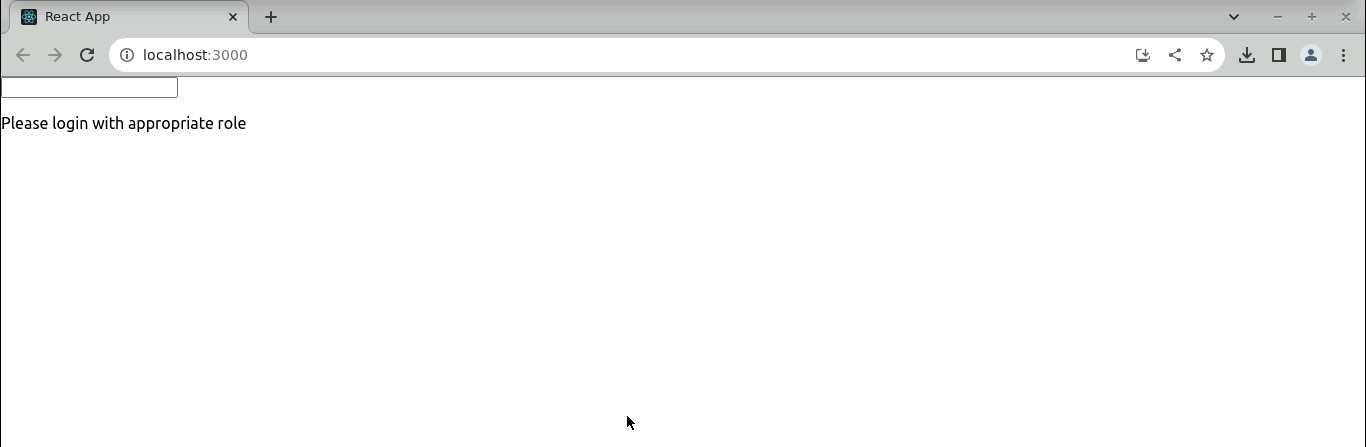 React App
localhost:3000
Please login with appropriate role